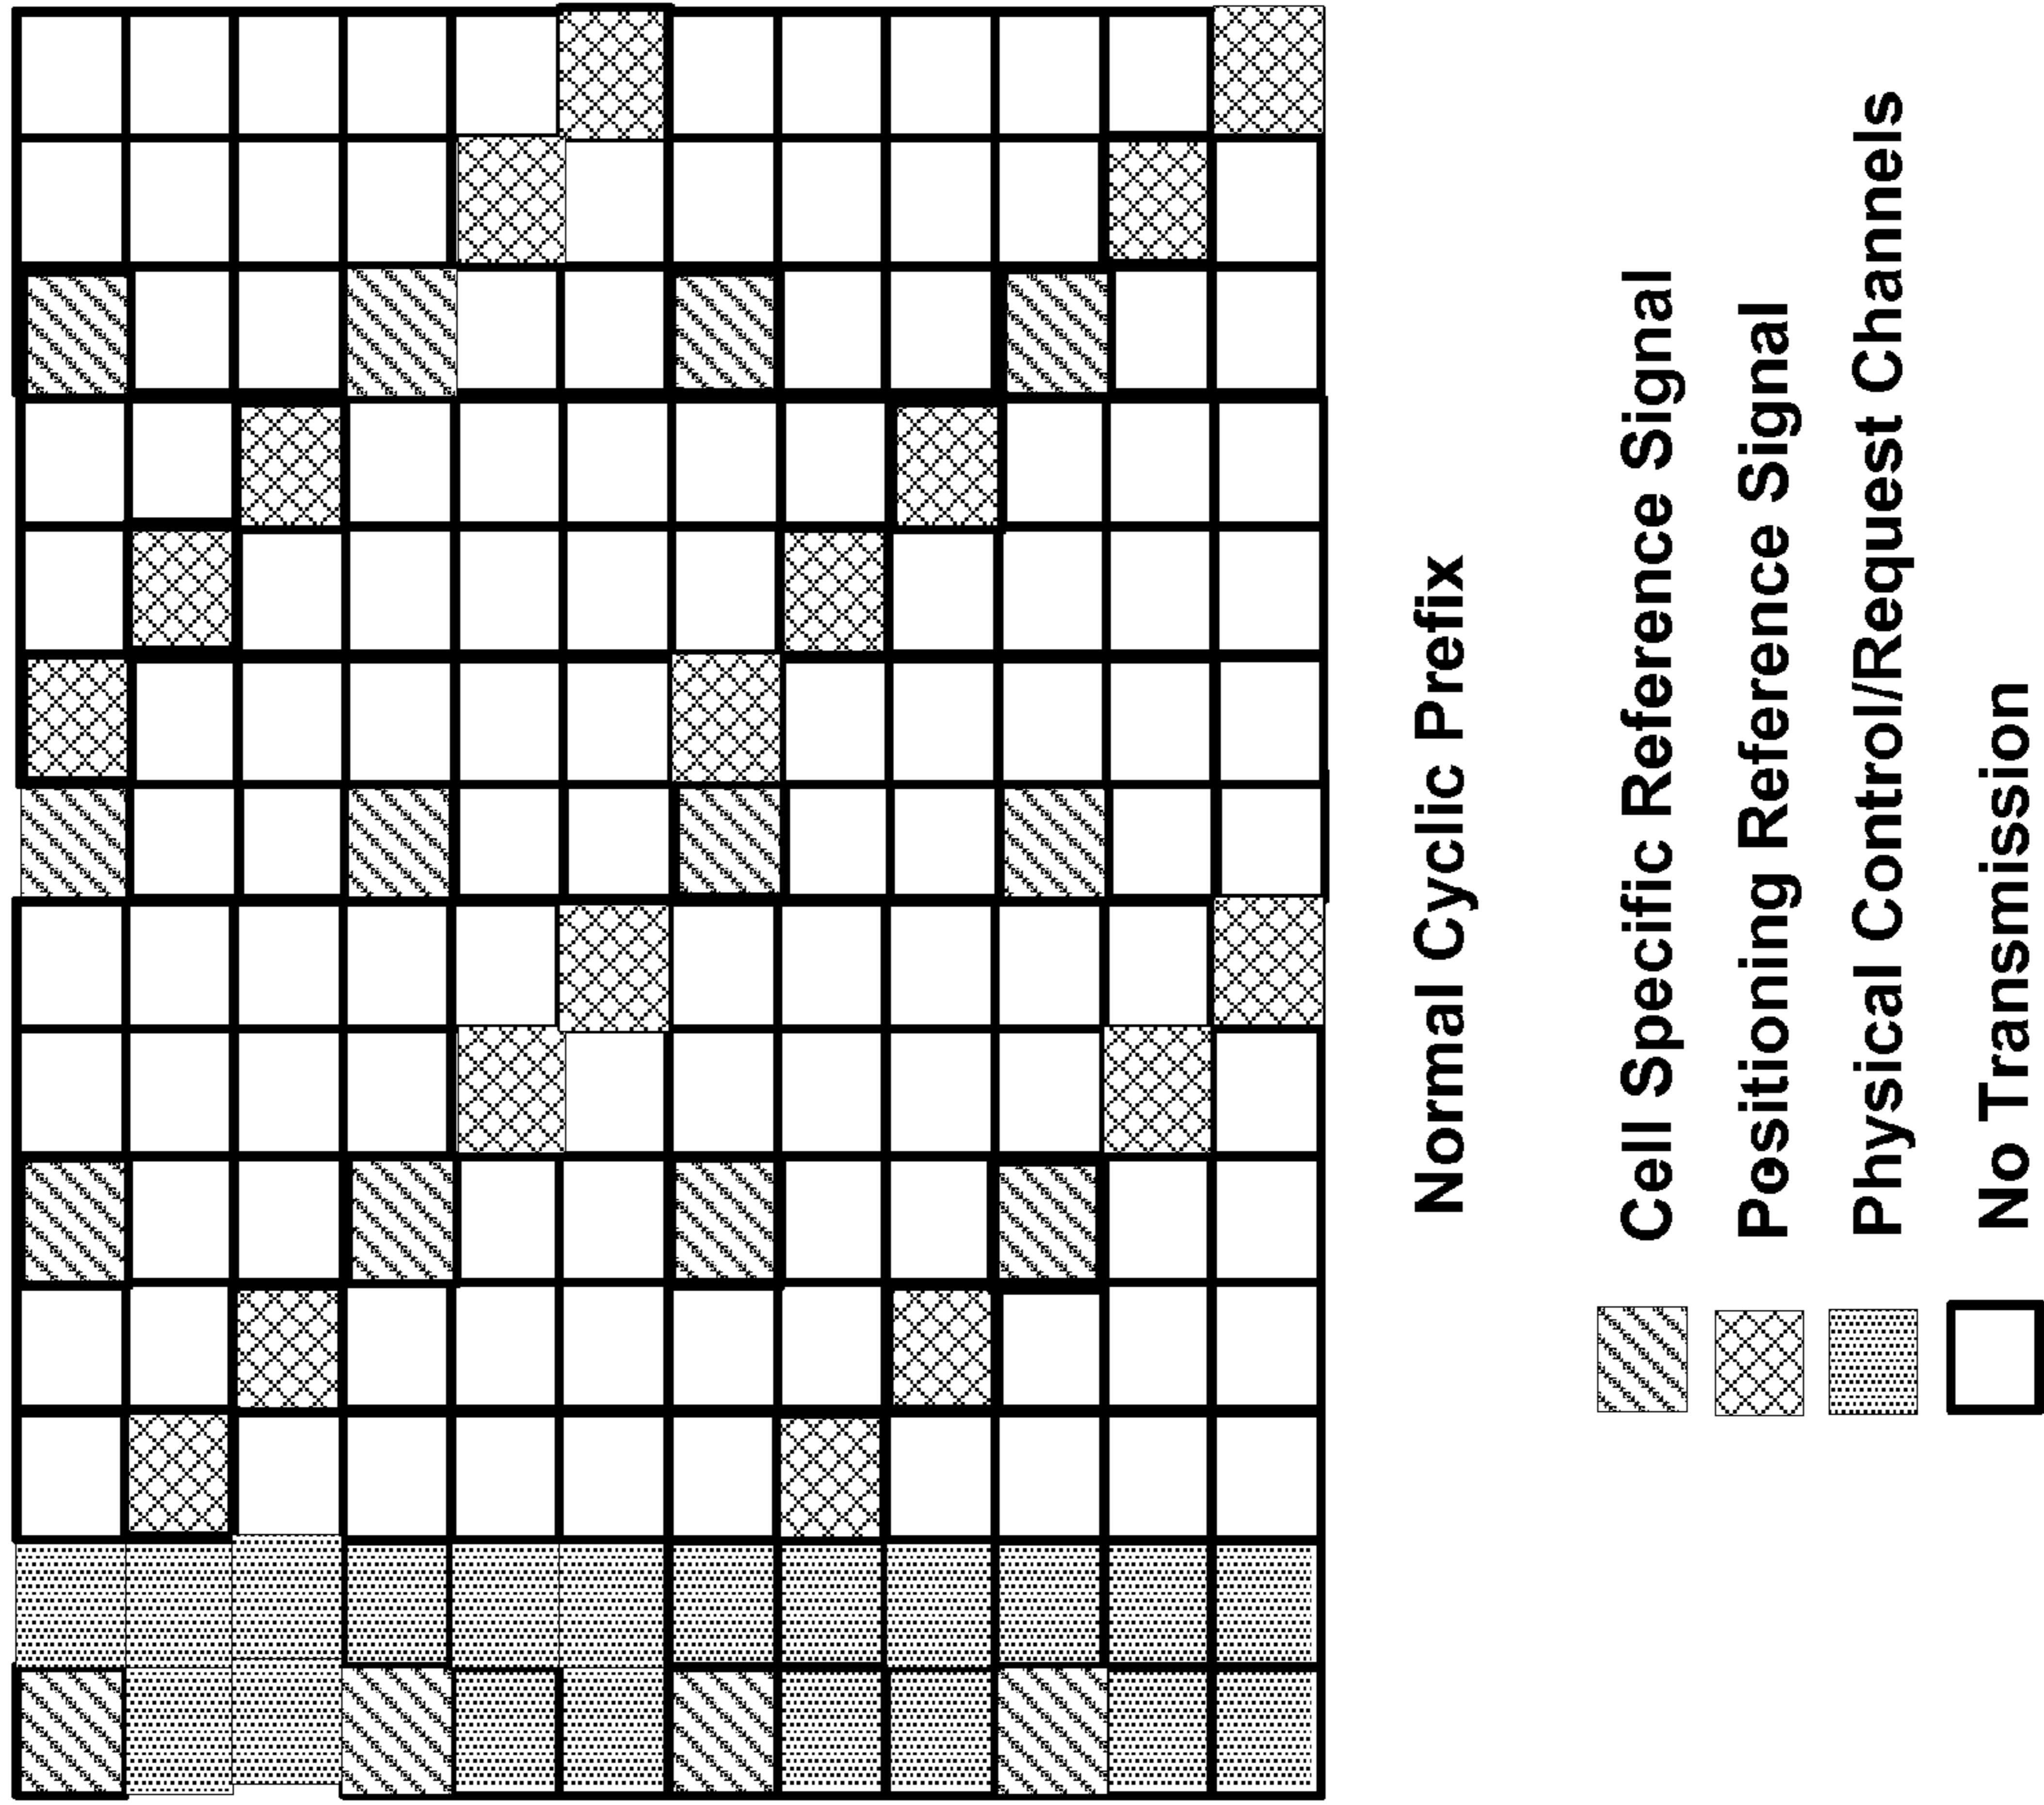 Normal Cyclic Prefix
Cell Specific Reference Signal
Positioning Reference Signal
Physical Control/Request Channels
No Transmission